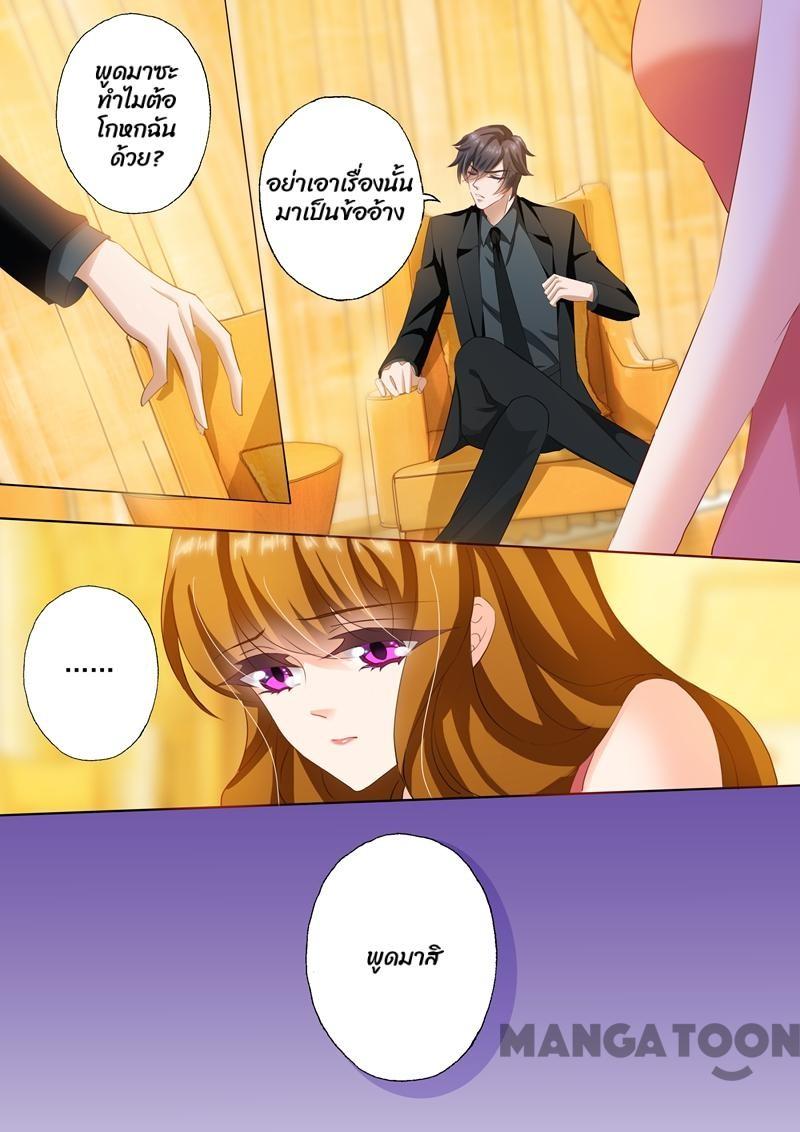 พูดมาซะ
ทำไมต้อ
โกหกฉัน
ด้วย?
อย่าเอาเรื่องนั้น
มาเป็นข้ออ้าง
......
พูดมาสิ
MANGATOON